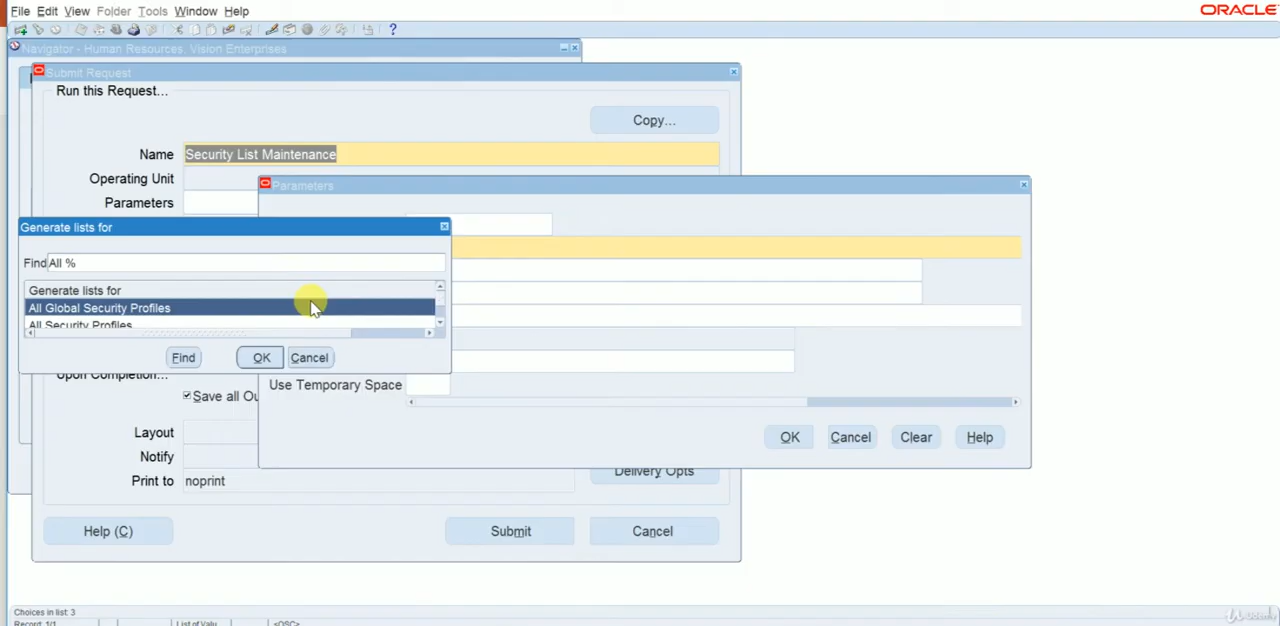 File Edit View Folder Tools Window Help
ORACLE
Navigator - Human Resources, Vision Enterprises
Submit Request
Run this Request...
Copy...
Name Security List Maintenance
Operating Unit
Parameters
Parameters
Generate lists for
Find All %
Generate lists for
All Global Security Profiles
All Security Profiles
Find OK Cancel
Use Temporary Space
Upon Completion...
Save all Ou
Layout
Notify
Print to noprint
OK Cancel Clear Help
Delivery Opts
Help (C) Submit Cancel
Choices in list: 3
Record: 1/1 List of Valu <OSC>
Udemy